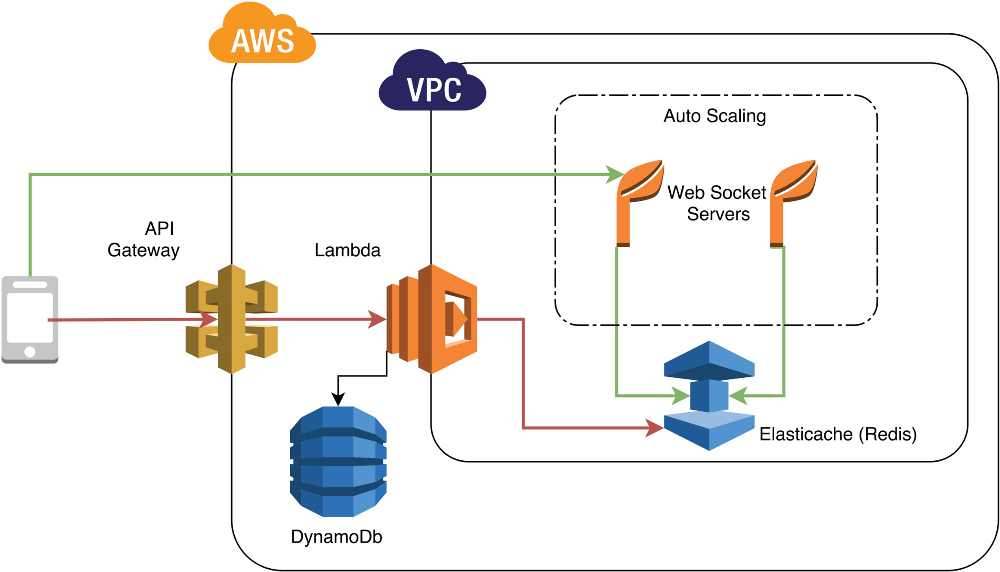 AWS
VPC
Auto Scaling
Web Socket
Servers
API
Gateway
Lambda
Elasticache (Redis)
DynamoDb